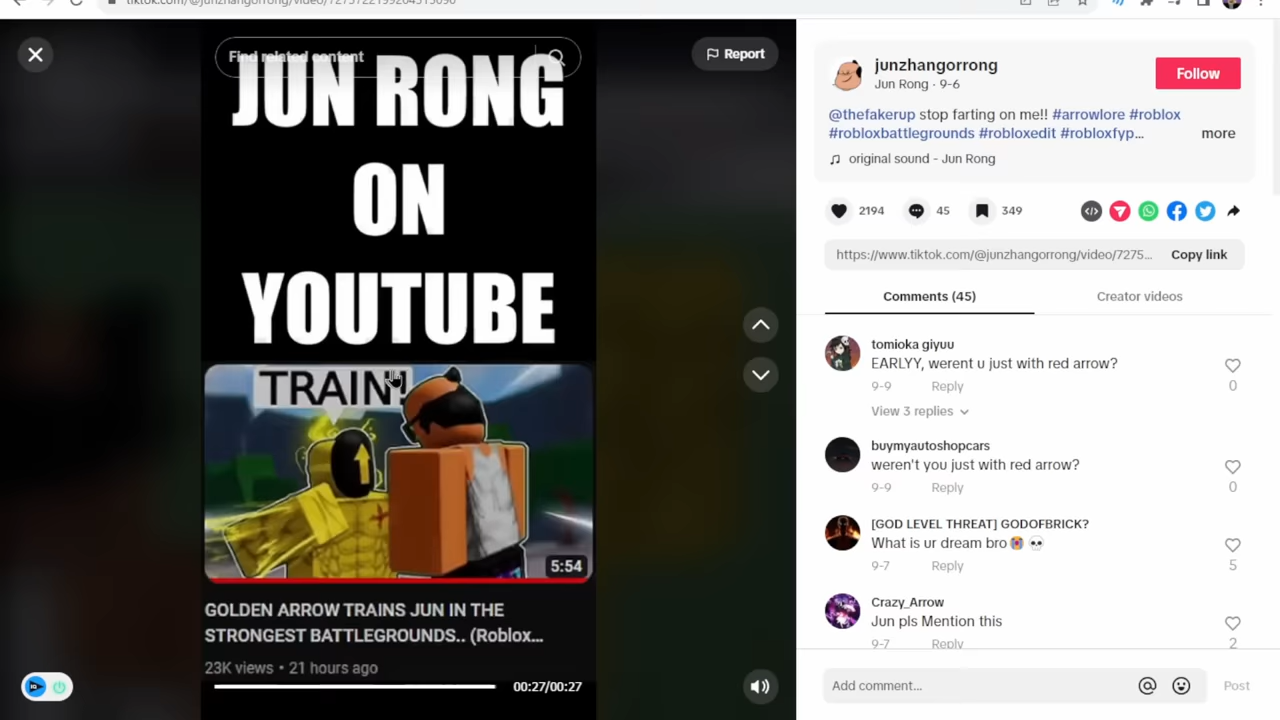 Find related content
Report
JUN RONG
ON
YOUTUBE
TRAIN!
5:54
GOLDEN ARROW TRAINS JUN IN THE
STRONGEST BATTLEGROUNDS.. (Roblox...
23K views • 21 hours ago
00:27/00:27
junzhangorrong
Jun Rong · 9-6
Follow
@thefakerup stop farting on me!! #arrowlore #roblox
#robloxbattlegrounds #robloxedit #robloxfyp...
more
original sound - Jun Rong
2194
45
349
https://www.tiktok.com/@junzhangorrong/video/7275...
Copy link
Comments (45)
Creator videos
tomioka giyuu
EARLYY, werent u just with red arrow?
9-9
Reply
0
View 3 replies
buymyautoshopcars
weren't you just with red arrow?
9-9
Reply
0
[GOD LEVEL THREAT] GODOFBRICK?
What is ur dream bro
9-7
Reply
5
Crazy_Arrow
Jun pls Mention this
9-7
Reply
2
Add comment...
Post